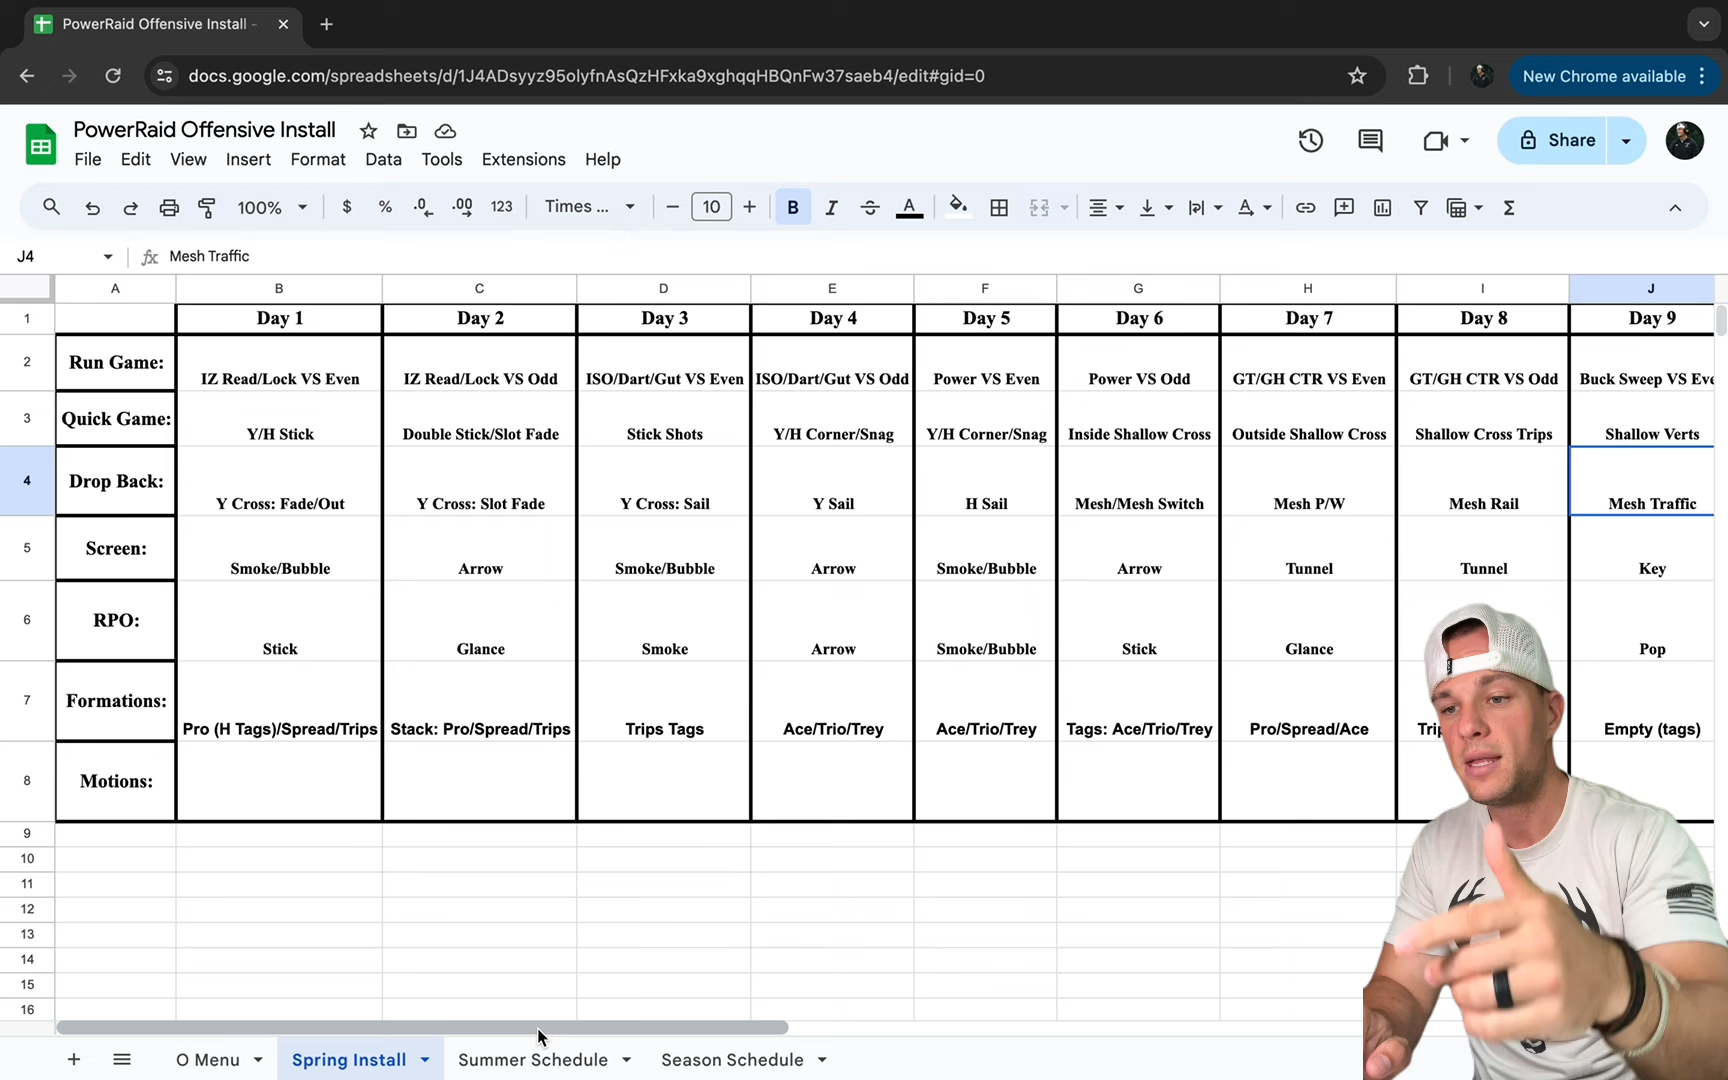 PowerRaid Offensive Install -
docs.google.com/spreadsheets/d/1J4ADsyyz95olyfnAsQzHFxka9xghqqHBQnFw37saeb4/edit#gid=0
New Chrome available
PowerRaid Offensive Install
File Edit View Insert Format Data Tools Extensions Help
Share
100% $ % .0 .00 123 Times ... 10 B I A
J4 Mesh Traffic
A B C D E F G H I J
1 Day 1 Day 2 Day 3 Day 4 Day 5 Day 6 Day 7 Day 8 Day 9
2 Run Game: IZ Read/Lock VS Even IZ Read/Lock VS Odd ISO/Dart/Gut VS Even ISO/Dart/Gut VS Odd Power VS Even Power VS Odd GT/GH CTR VS Even GT/GH CTR VS Odd Buck Sweep VS Eve
3 Quick Game: Y/H Stick Double Stick/Slot Fade Stick Shots Y/H Corner/Snag Y/H Corner/Snag Inside Shallow Cross Outside Shallow Cross Shallow Cross Trips Shallow Verts
4 Drop Back: Y Cross: Fade/Out Y Cross: Slot Fade Y Cross: Sail Y Sail H Sail Mesh/Mesh Switch Mesh P/W Mesh Rail Mesh Traffic
5 Screen: Smoke/Bubble Arrow Smoke/Bubble Arrow Smoke/Bubble Arrow Tunnel Tunnel Key
6 RPO: Stick Glance Smoke Arrow Smoke/Bubble Stick Glance Pop
7 Formations: Pro (H Tags)/Spread/Trips Stack: Pro/Spread/Trips Trips Tags Ace/Trio/Trey Ace/Trio/Trey Tags: Ace/Trio/Trey Pro/Spread/Ace Empty (tags)
8 Motions:
9
10
11
12
13
14
15
16
O Menu Spring Install Summer Schedule Season Schedule